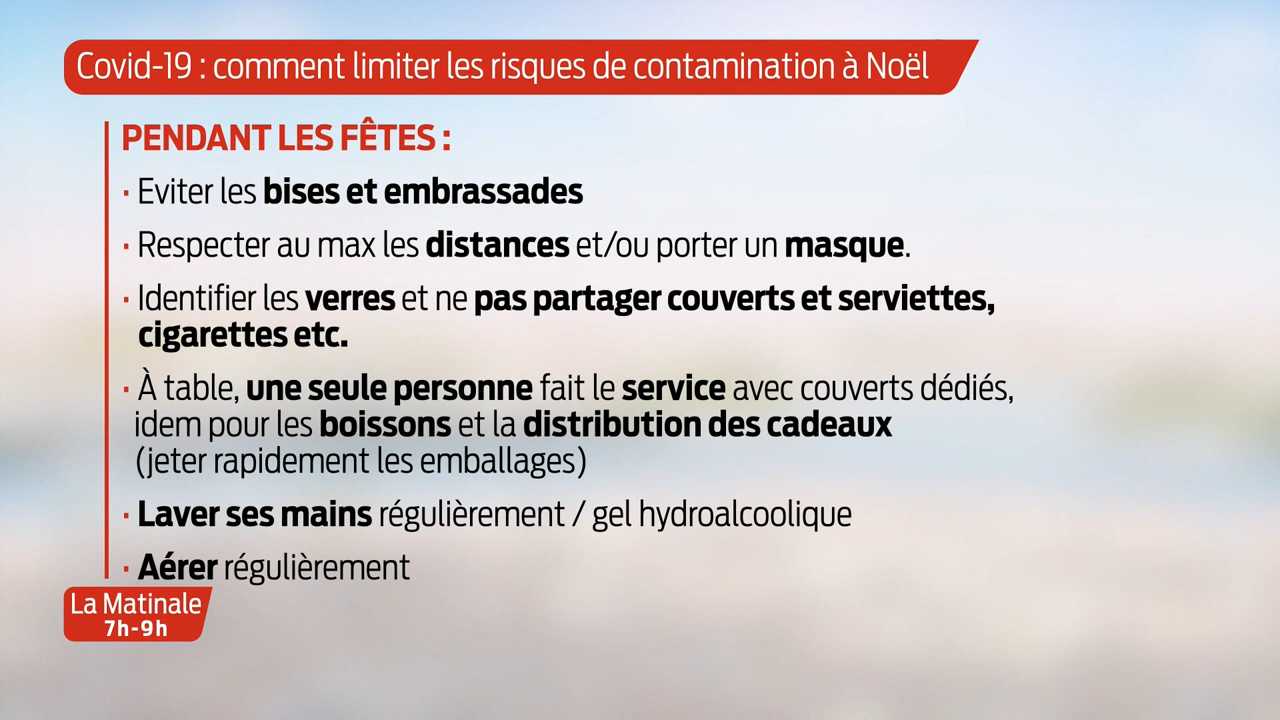 Covid-19 : comment limiter les risques de contamination à Noël
PENDANT LES FÊTES :
· Eviter les bises et embrassades
· Respecter au max les distances et/ou porter un masque.
· Identifier les verres et ne pas partager couverts et serviettes,
cigarettes etc.
· À table, une seule personne fait le service avec couverts dédiés,
idem pour les boissons et la distribution des cadeaux
(jeter rapidement les emballages)
· Laver ses mains régulièrement / gel hydroalcoolique
· Aérer régulièrement
La Matinale
7h-9h